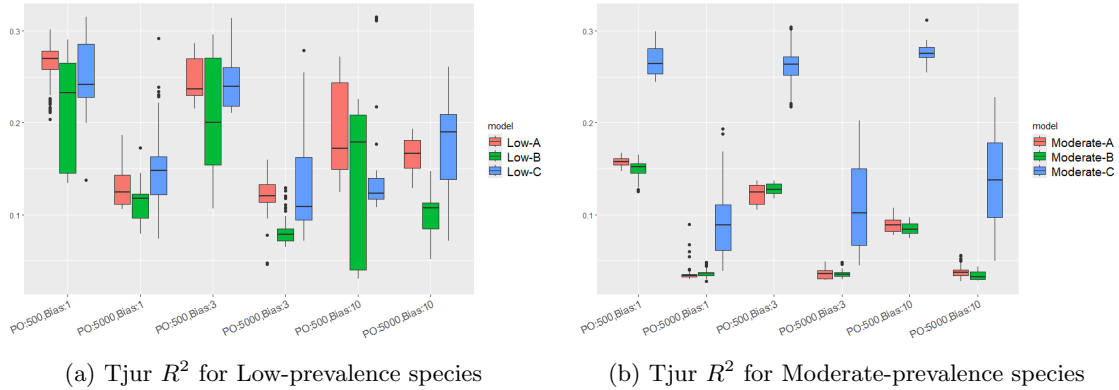 0.3
0.2
0.1
PO:500,Bias:1
PO:5000,Bias:1
PO:500,Bias:3
PO:5000,Bias:3
PO:500,Bias:10
PO:5000,Bias:10
model
Low-A
Low-B
Low-C
(a) Tjur R² for Low-prevalence species
0.3
0.2
0.1
PO:500,Bias:1
PO:5000,Bias:1
PO:500,Bias:3
PO:5000,Bias:3
PO:500,Bias:10
PO:5000,Bias:10
model
Moderate-A
Moderate-B
Moderate-C
(b) Tjur R² for Moderate-prevalence species